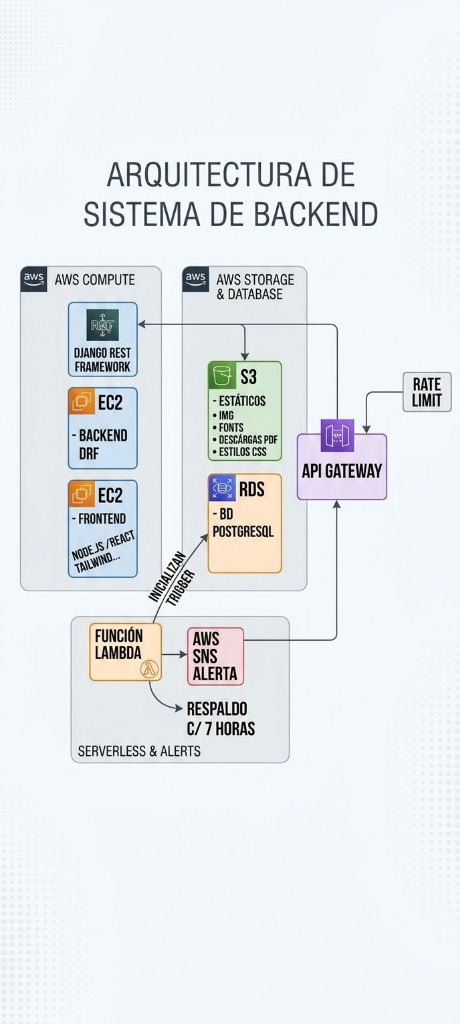 ARQUITECTURA DE
SISTEMA DE BACKEND
aws
AWS COMPUTE
DJANGO REST
FRAMEWORK
EC2
- BACKEND
DRF
EC2
- FRONTEND
NODE.JS /REACT
TAILWIND...
aws
AWS STORAGE
& DATABASE
S3
- ESTÁTICOS
• IMG
• FONTS
• DESCÁRGAS PDF
• ESTILOS CSS
RDS
- BD
POSTGRESQL
RATE
LIMIT
API GATEWAY
INICIALIZAN
TRIGGER
FUNCIÓN
LAMBDA
AWS
SNS
ALERTA
RESPALDO
C/ 7 HORAS
SERVERLESS & ALERTS